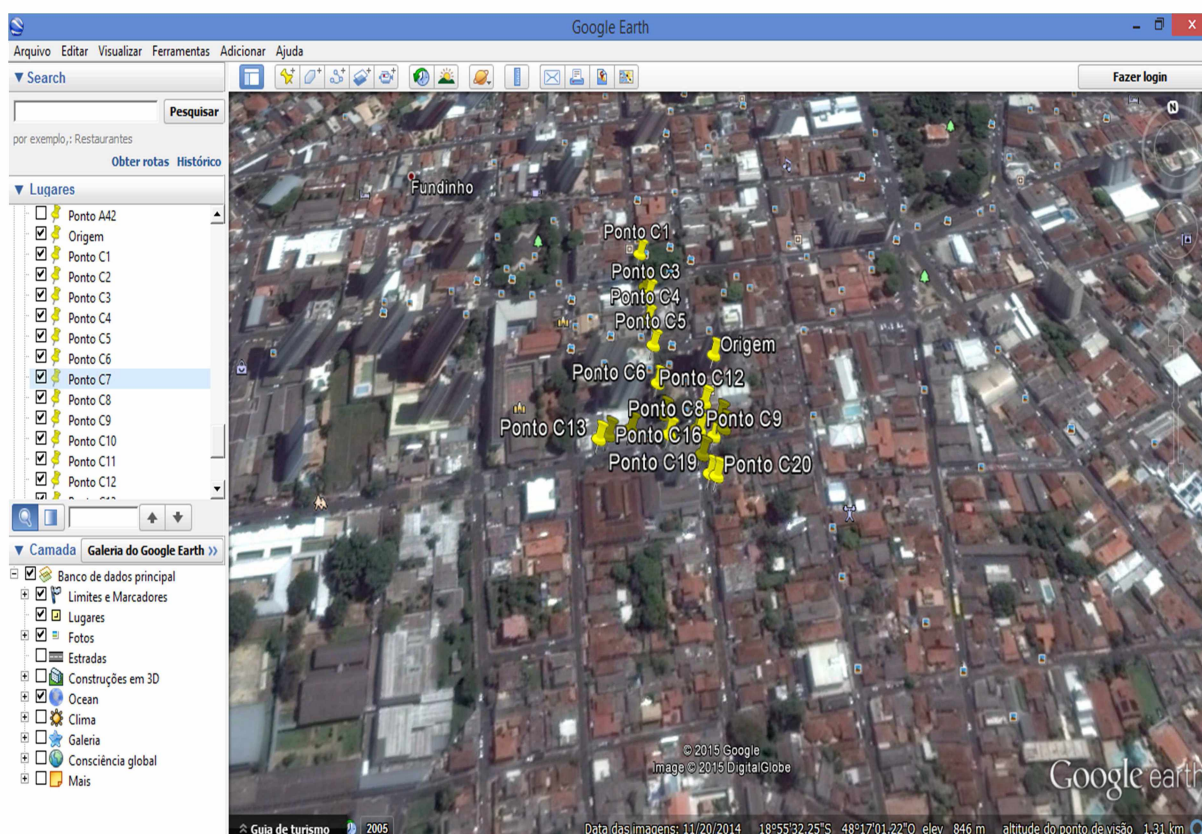 Google Earth
Arquivo Editar Visualizar Ferramentas Adicionar Ajuda
Search
Pesquisar
por exemplo,: Restaurantes
Obter rotas Histórico
Lugares
Ponto A42
Origem
Ponto C1
Ponto C2
Ponto C3
Ponto C4
Ponto C5
Ponto C6
Ponto C7
Ponto C8
Ponto C9
Ponto C10
Ponto C11
Ponto C12
Camada Galeria do Google Earth
Banco de dados principal
Limites e Marcadores
Lugares
Fotos
Estradas
Construções em 3D
Ocean
Clima
Galeria
Consciência global
Mais
Fazer login
N
Fundinho
Ponto C1
Ponto C3
Ponto C4
Ponto C5
Origem
Ponto C6
Ponto C12
Ponto C8
Ponto C9
Ponto C13
Ponto C16
Ponto C19
Ponto C20
© 2015 Google
Image © 2015 DigitalGlobe
Google earth
Guia de turismo 2005
Data das imagens: 11/20/2014 18°55'32.25"S 48°17'01.22"O elev 846 m altitude do ponto de visão 1.31 km